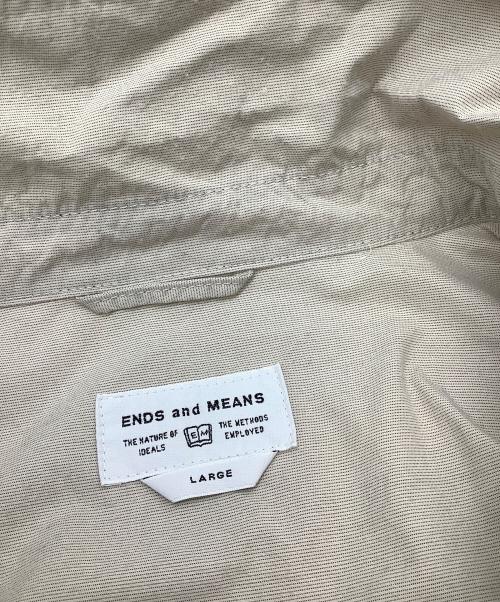 ENDS and MEANS
THE NATURE OF THE METHODS
IDEALS E M EMPLOYED
LARGE